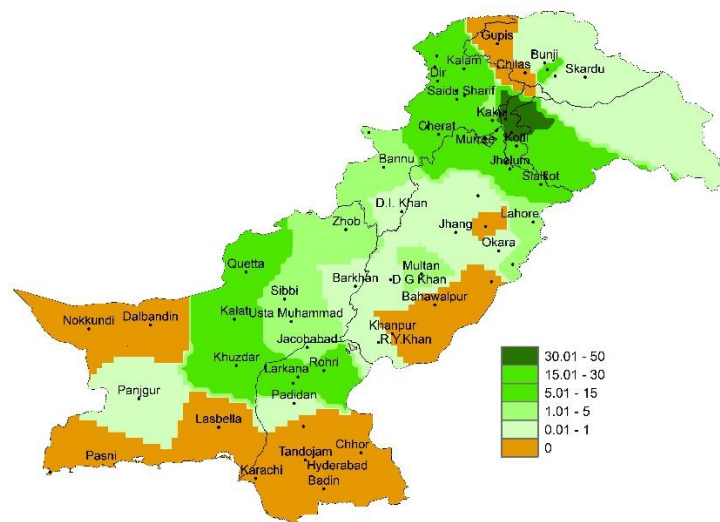 Gupis
Kalam
Bunji
Chilas
Skardu
Dir
Saidu Sharif
Kakul
Cherat
Kotli
Bannu
Jhelum
Sialkot
D.I. Khan
Zhob
Lahore
Jhang
Okara
Quetta
Multan
Barkhan
D G Khan
Sibbi
Bahawalpur
Kalat
Usta Muhammad
Nokkundi
Dalbandin
Khanpur
R.Y.Khan
Jacobabad
Khuzdar
Rohri
Larkana
Panjgur
Padidan
Lasbella
Chhor
Pasni
Tandojam
Hyderabad
Karachi
Badin
30.01 - 50
15.01 - 30
5.01 - 15
1.01 - 5
0.01 - 1
0